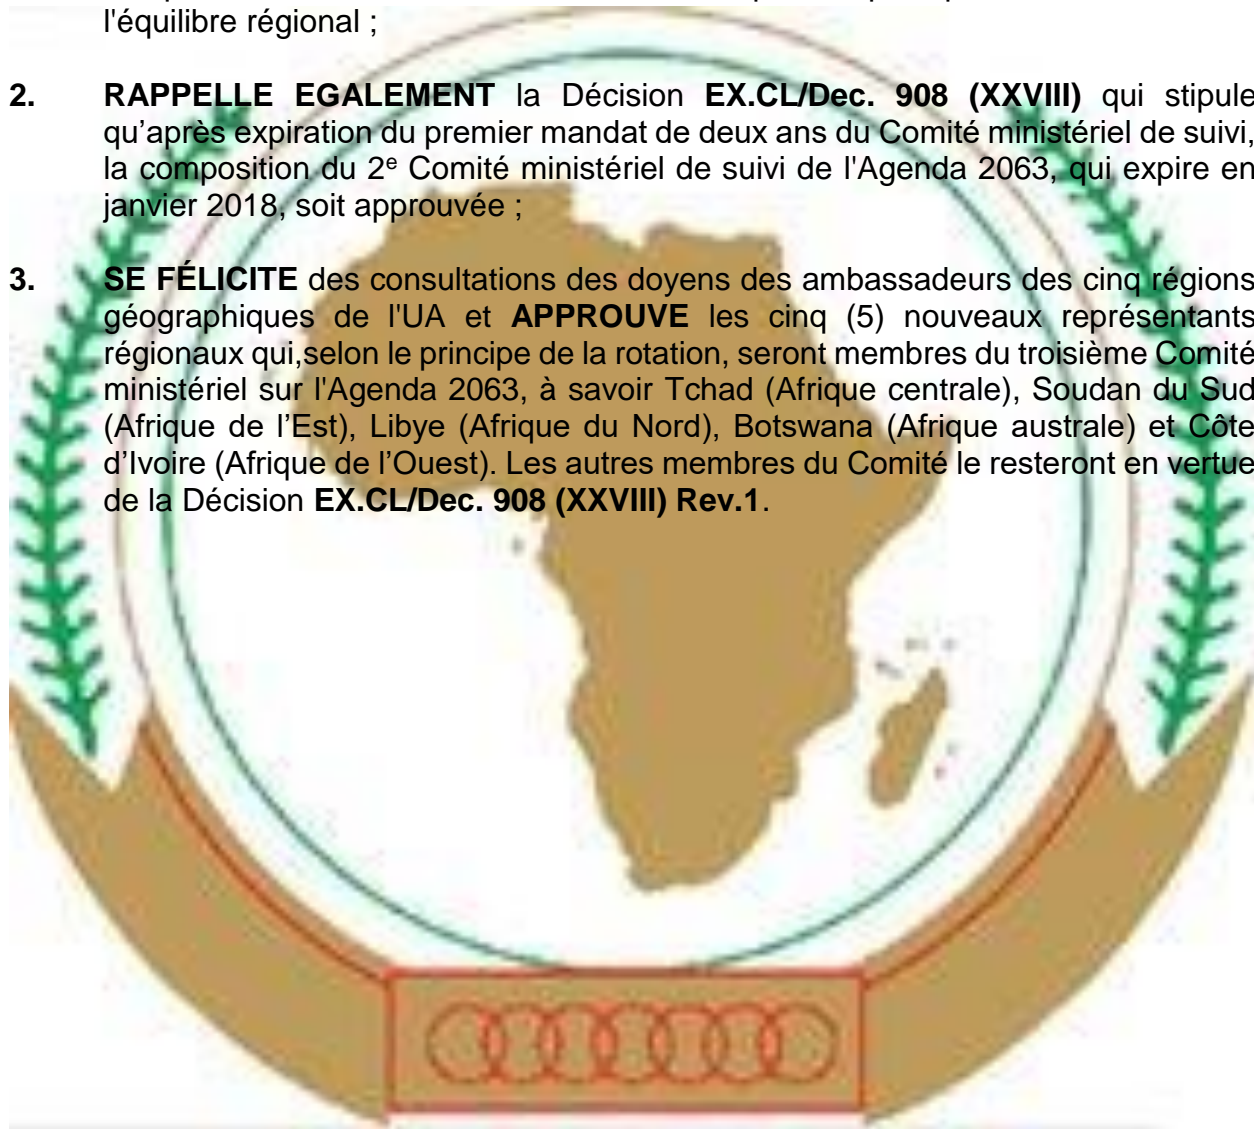 l'équilibre régional ;
2. RAPPELLE EGALEMENT la Décision EX.CL/Dec. 908 (XXVIII) qui stipule
qu’après expiration du premier mandat de deux ans du Comité ministériel de suivi,
la composition du 2e Comité ministériel de suivi de l'Agenda 2063, qui expire en
janvier 2018, soit approuvée ;
3. SE FÉLICITE des consultations des doyens des ambassadeurs des cinq régions
géographiques de l'UA et APPROUVE les cinq (5) nouveaux représentants
régionaux qui,selon le principe de la rotation, seront membres du troisième Comité
ministériel sur l'Agenda 2063, à savoir Tchad (Afrique centrale), Soudan du Sud
(Afrique de l’Est), Libye (Afrique du Nord), Botswana (Afrique australe) et Côte
d’Ivoire (Afrique de l’Ouest). Les autres membres du Comité le resteront en vertue
de la Décision EX.CL/Dec. 908 (XXVIII) Rev.1.